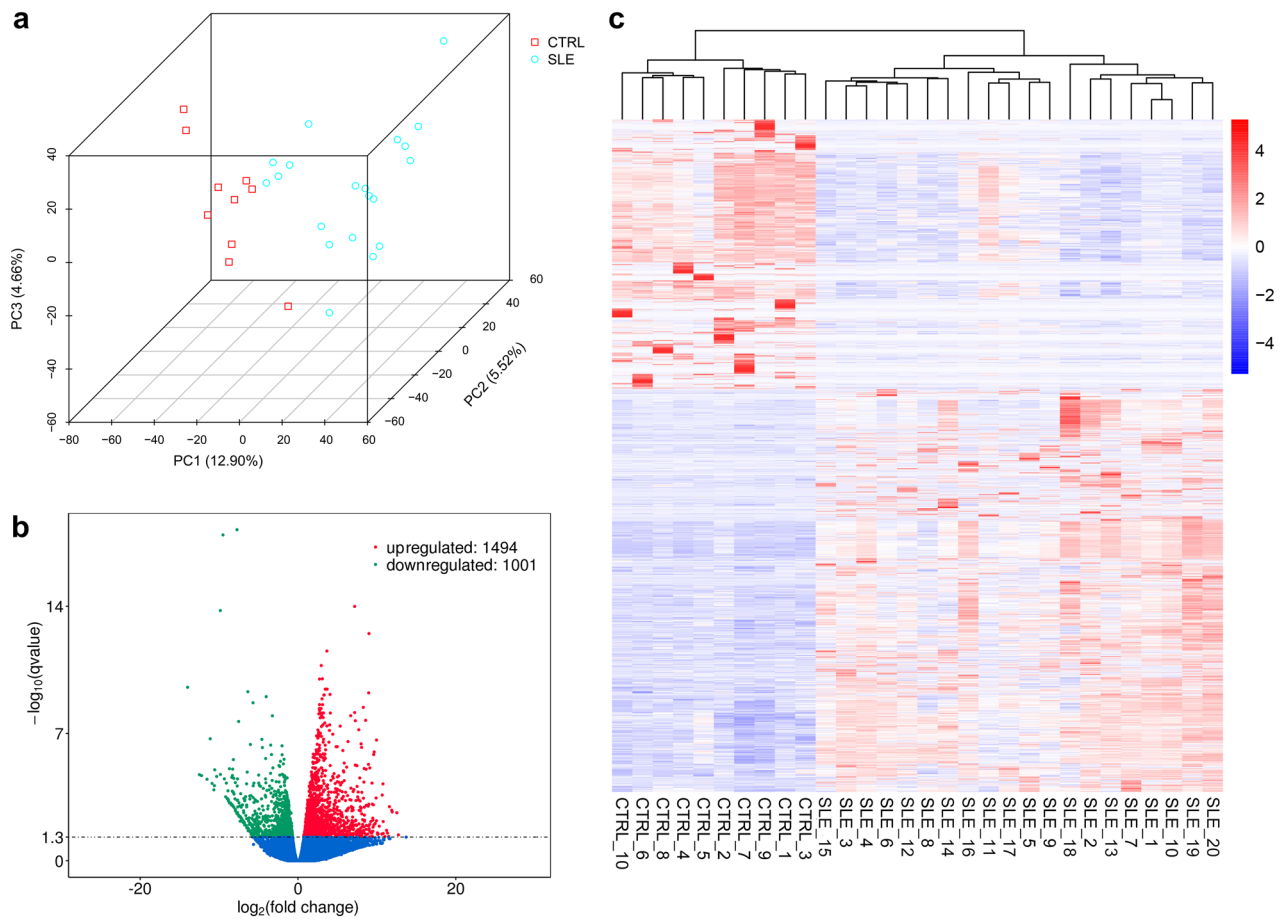 a
CTRL
SLE
40
20
0
−20
−40
−60
PC3 (4.66%)
−80
−60
−40
−20
0
20
40
60
PC1 (12.90%)
−60
−40
−20
0
20
40
60
PC2 (5.52%)
b
upregulated: 1494
downregulated: 1001
14
7
1.3
0
−log10(qvalue)
-20
0
20
log2(fold change)
c
4
2
0
−2
−4
CTRL_10
CTRL_6
CTRL_8
CTRL_4
CTRL_5
CTRL_2
CTRL_7
CTRL_9
CTRL_1
CTRL_3
SLE_15
SLE_3
SLE_4
SLE_6
SLE_12
SLE_8
SLE_14
SLE_16
SLE_11
SLE_17
SLE_5
SLE_9
SLE_18
SLE_2
SLE_13
SLE_7
SLE_1
SLE_10
SLE_19
SLE_20